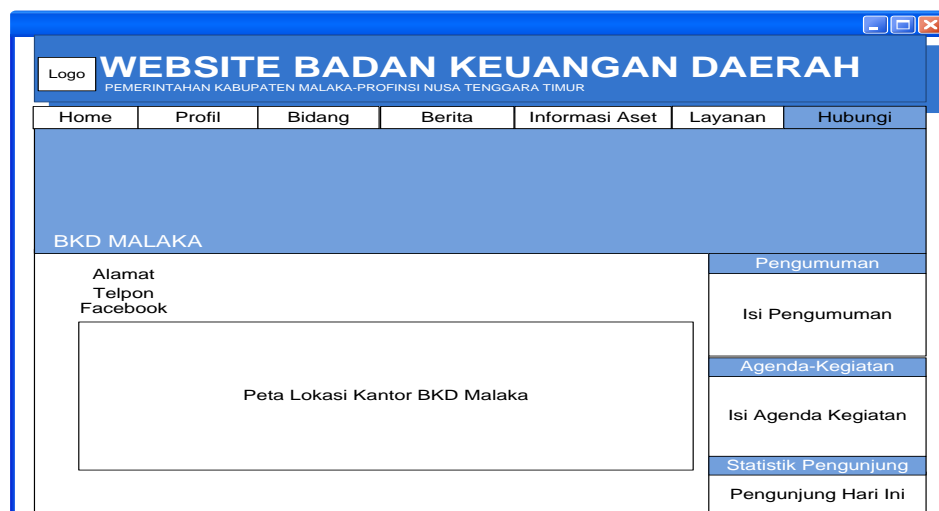 Logo
WEBSITE BADAN KEUANGAN DAERAH
PEMERINTAHAN KABUPATEN MALAKA-PROFINSI NUSA TENGGARA TIMUR
Home Profil Bidang Berita Informasi Aset Layanan Hubungi
BKD MALAKA
Alamat
Telpon
Facebook
Peta Lokasi Kantor BKD Malaka
Pengumuman
Isi Pengumuman
Agenda-Kegiatan
Isi Agenda Kegiatan
Statistik Pengunjung
Pengunjung Hari Ini